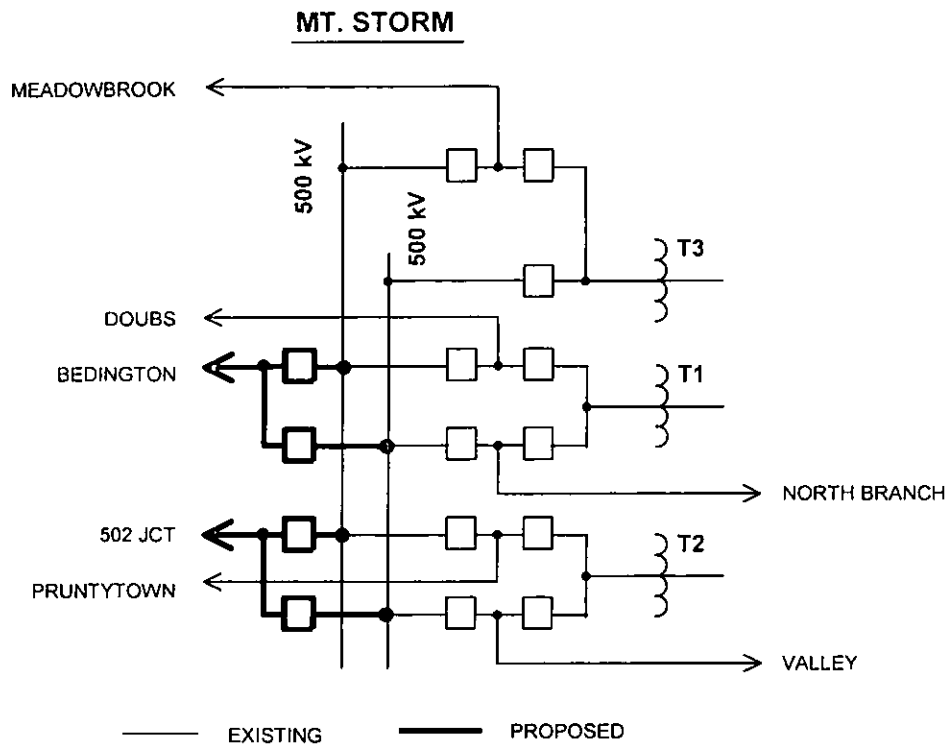 MT. STORM
MEADOWBROOK
500 kV
500 kV
T3
DOUBS
BEDINGTON
T1
NORTH BRANCH
502 JCT
PRUNTYTOWN
T2
VALLEY
EXISTING
PROPOSED